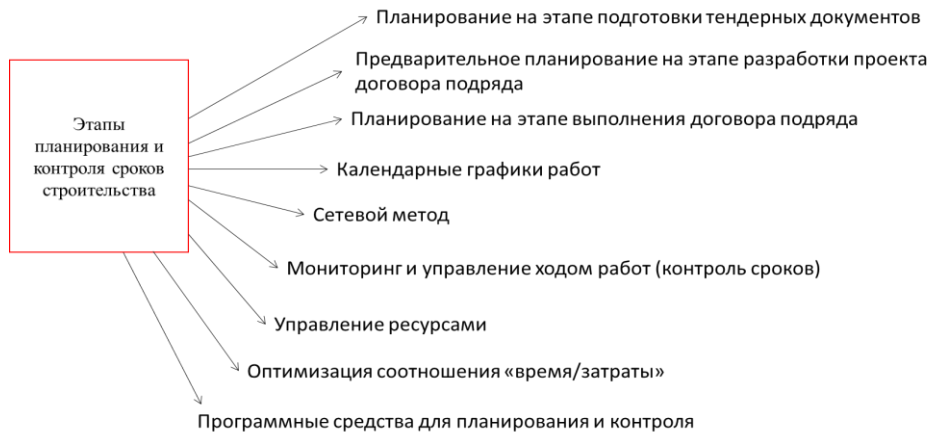 Этапы
планирования и
контроля сроков
строительства
Планирование на этапе подготовки тендерных документов
Предварительное планирование на этапе разработки проекта
договора подряда
Планирование на этапе выполнения договора подряда
Календарные графики работ
Сетевой метод
Мониторинг и управление ходом работ (контроль сроков)
Управление ресурсами
Оптимизация соотношения «время/затраты»
Программные средства для планирования и контроля